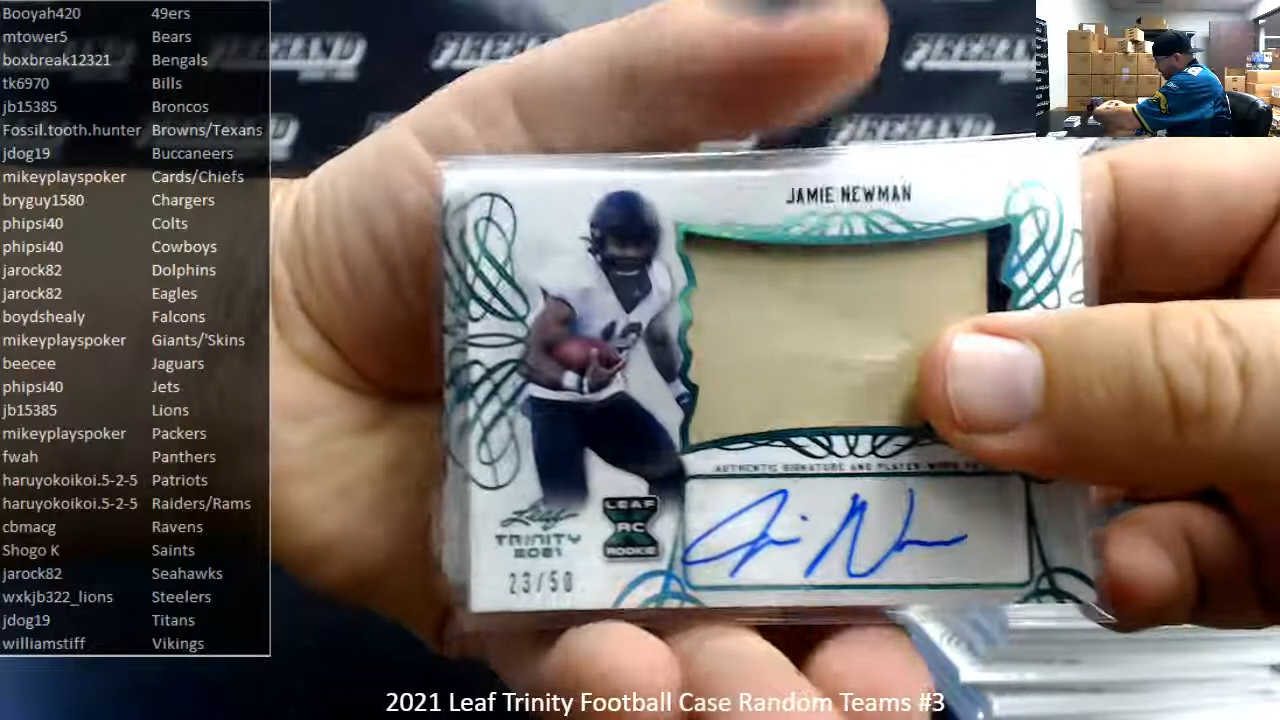 Booyah420 49ers
mtower5 Bears
boxbreak12321 Bengals
tk6970 Bills
jb15385 Broncos
Fossil.tooth.hunter Browns/Texans
jdog19 Buccaneers
mikeyplayspoker Cards/Chiefs
bryguy1580 Chargers
phipsi40 Colts
phipsi40 Cowboys
jarock82 Dolphins
jarock82 Eagles
boydshealy Falcons
mikeyplayspoker Giants/'Skins
beecee Jaguars
phipsi40 Jets
jb15385 Lions
mikeyplayspoker Packers
fwah Panthers
haruyokoikoi.5-2-5 Patriots
haruyokoikoi.5-2-5 Raiders/Rams
cbmacg Ravens
Shogo K Saints
jarock82 Seahawks
wxkjb322_lions Steelers
jdog19 Titans
williamstiff Vikings
FIREHAND
FIREHAND
FIREHAND
JAMIE NEWMAN
AUTHENTIC SIGNATURE AND PLAYER-WORN
Leaf
TRINITY
2021
LEAF
RC
ROOKIE
23/50
2021 Leaf Trinity Football Case Random Teams #3